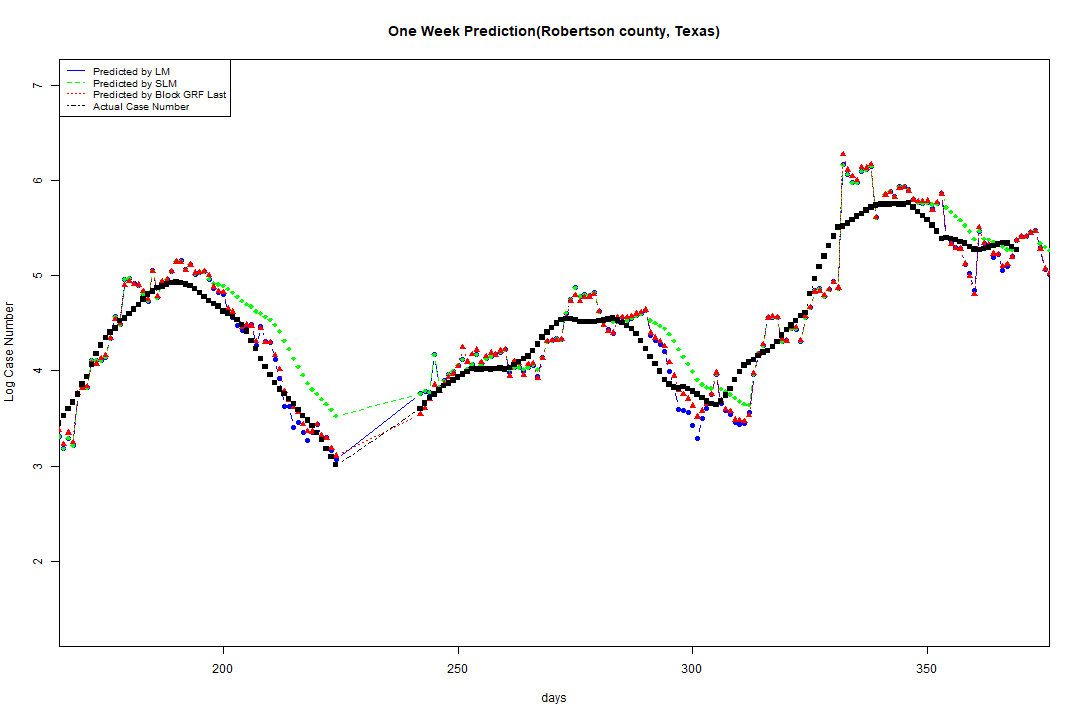 One Week Prediction(Robertson county, Texas)
Predicted by LM
Predicted by SLM
Predicted by Block GRF Last
Actual Case Number
7
6
5
4
3
2
Log Case Number
200
250
300
350
days